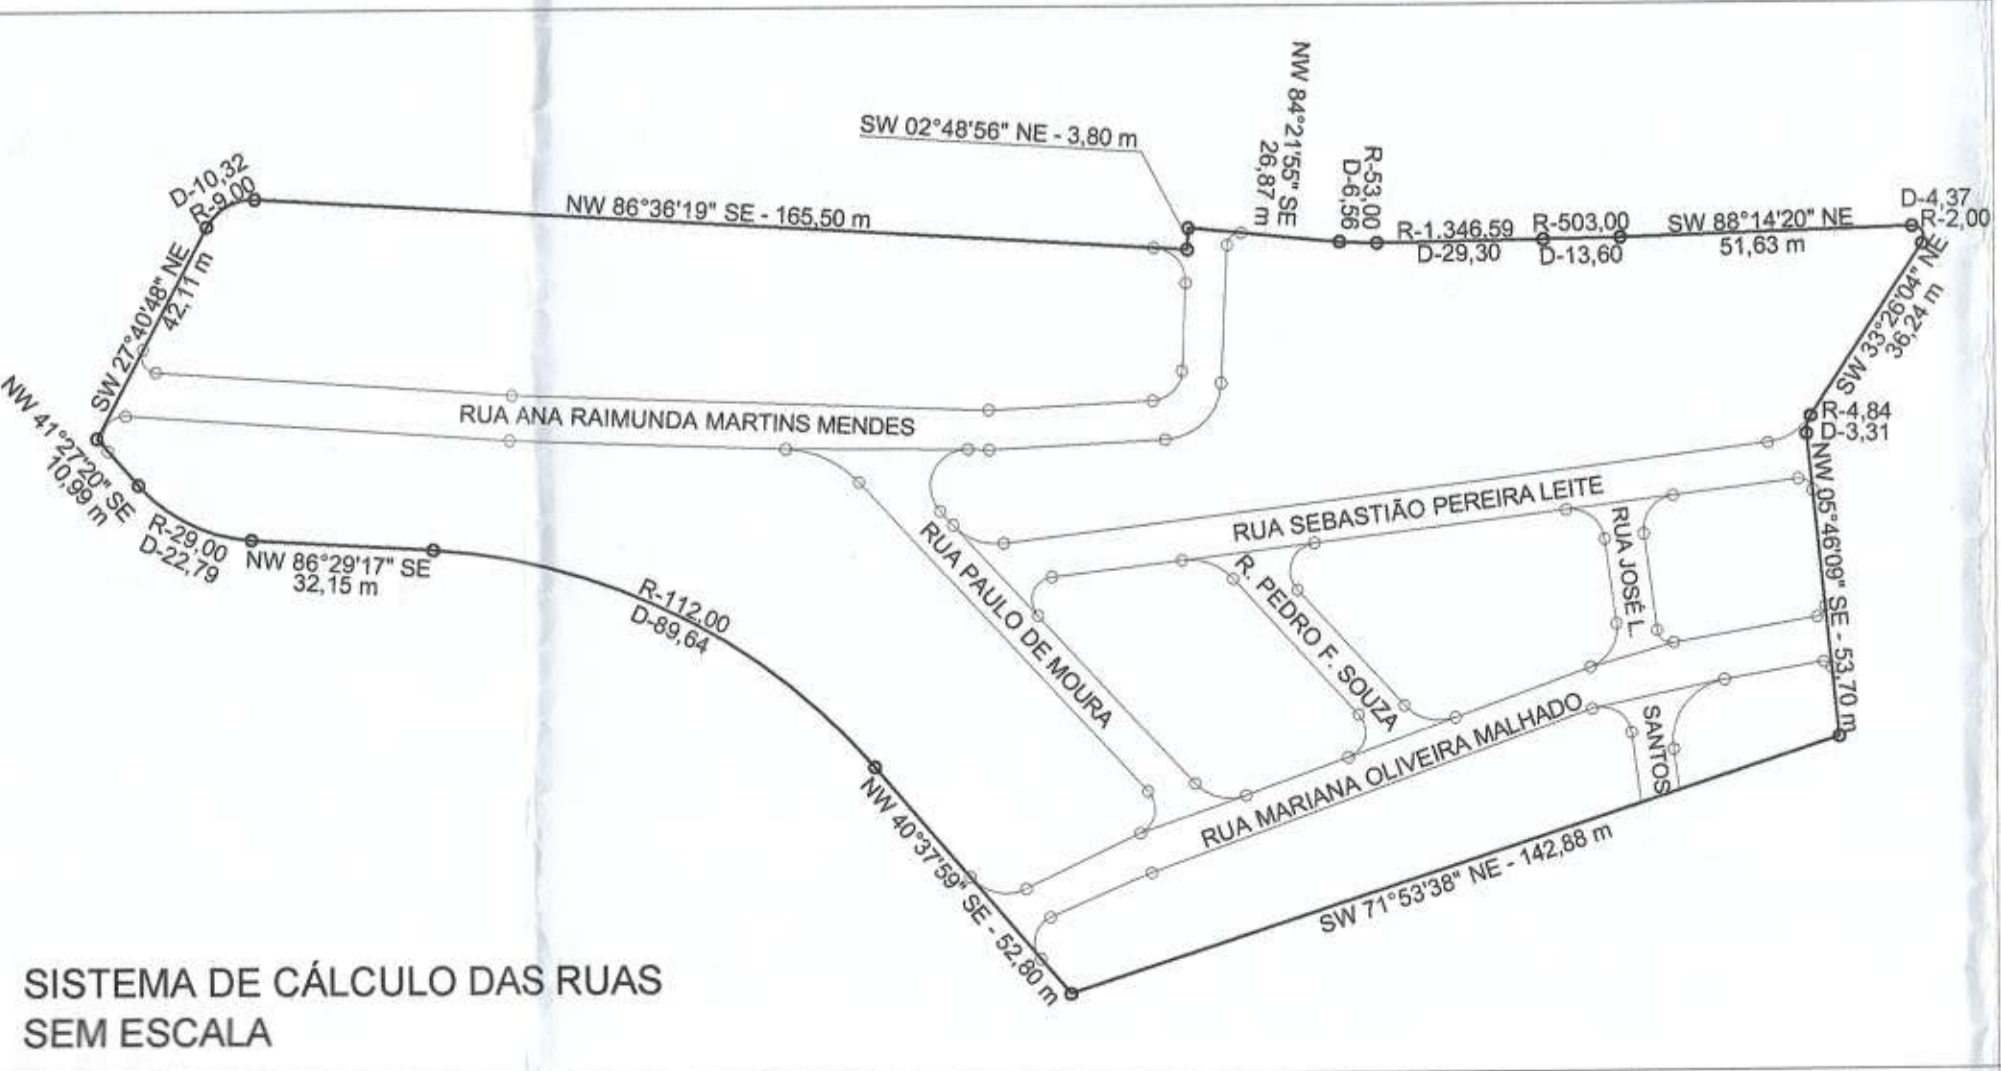 NW 84°21'55" SE
26,87 m
SW 02°48'56" NE - 3,80 m
R-53,00
D-6,56
D-10,32
R-9,00
NW 86°36'19" SE - 165,50 m
R-1.346,59
D-29,30
R-503,00
D-13,60
SW 88°14'20" NE
51,63 m
D-4,37
R-2,00
SW 27°40'48" NE
42,11 m
SW 33°26'04" NE
36,24 m
R-4,84
D-3,31
NW 41°27'20" SE
10,99 m
RUA ANA RAIMUNDA MARTINS MENDES
R-29,00
D-22,79
NW 86°29'17" SE
32,15 m
R-112,00
D-89,64
RUA SEBASTIÃO PEREIRA LEITE
RUA PAULO DE MOURA
R. PEDRO F. SOUZA
RUA JOSÉ L.
NW 05°46'09" SE - 53,70 m
RUA MARIANA OLIVEIRA MALHADO
SANTOS
NW 40°37'59" SE - 52,80 m
SW 71°53'38" NE - 142,88 m
SISTEMA DE CÁLCULO DAS RUAS
SEM ESCALA